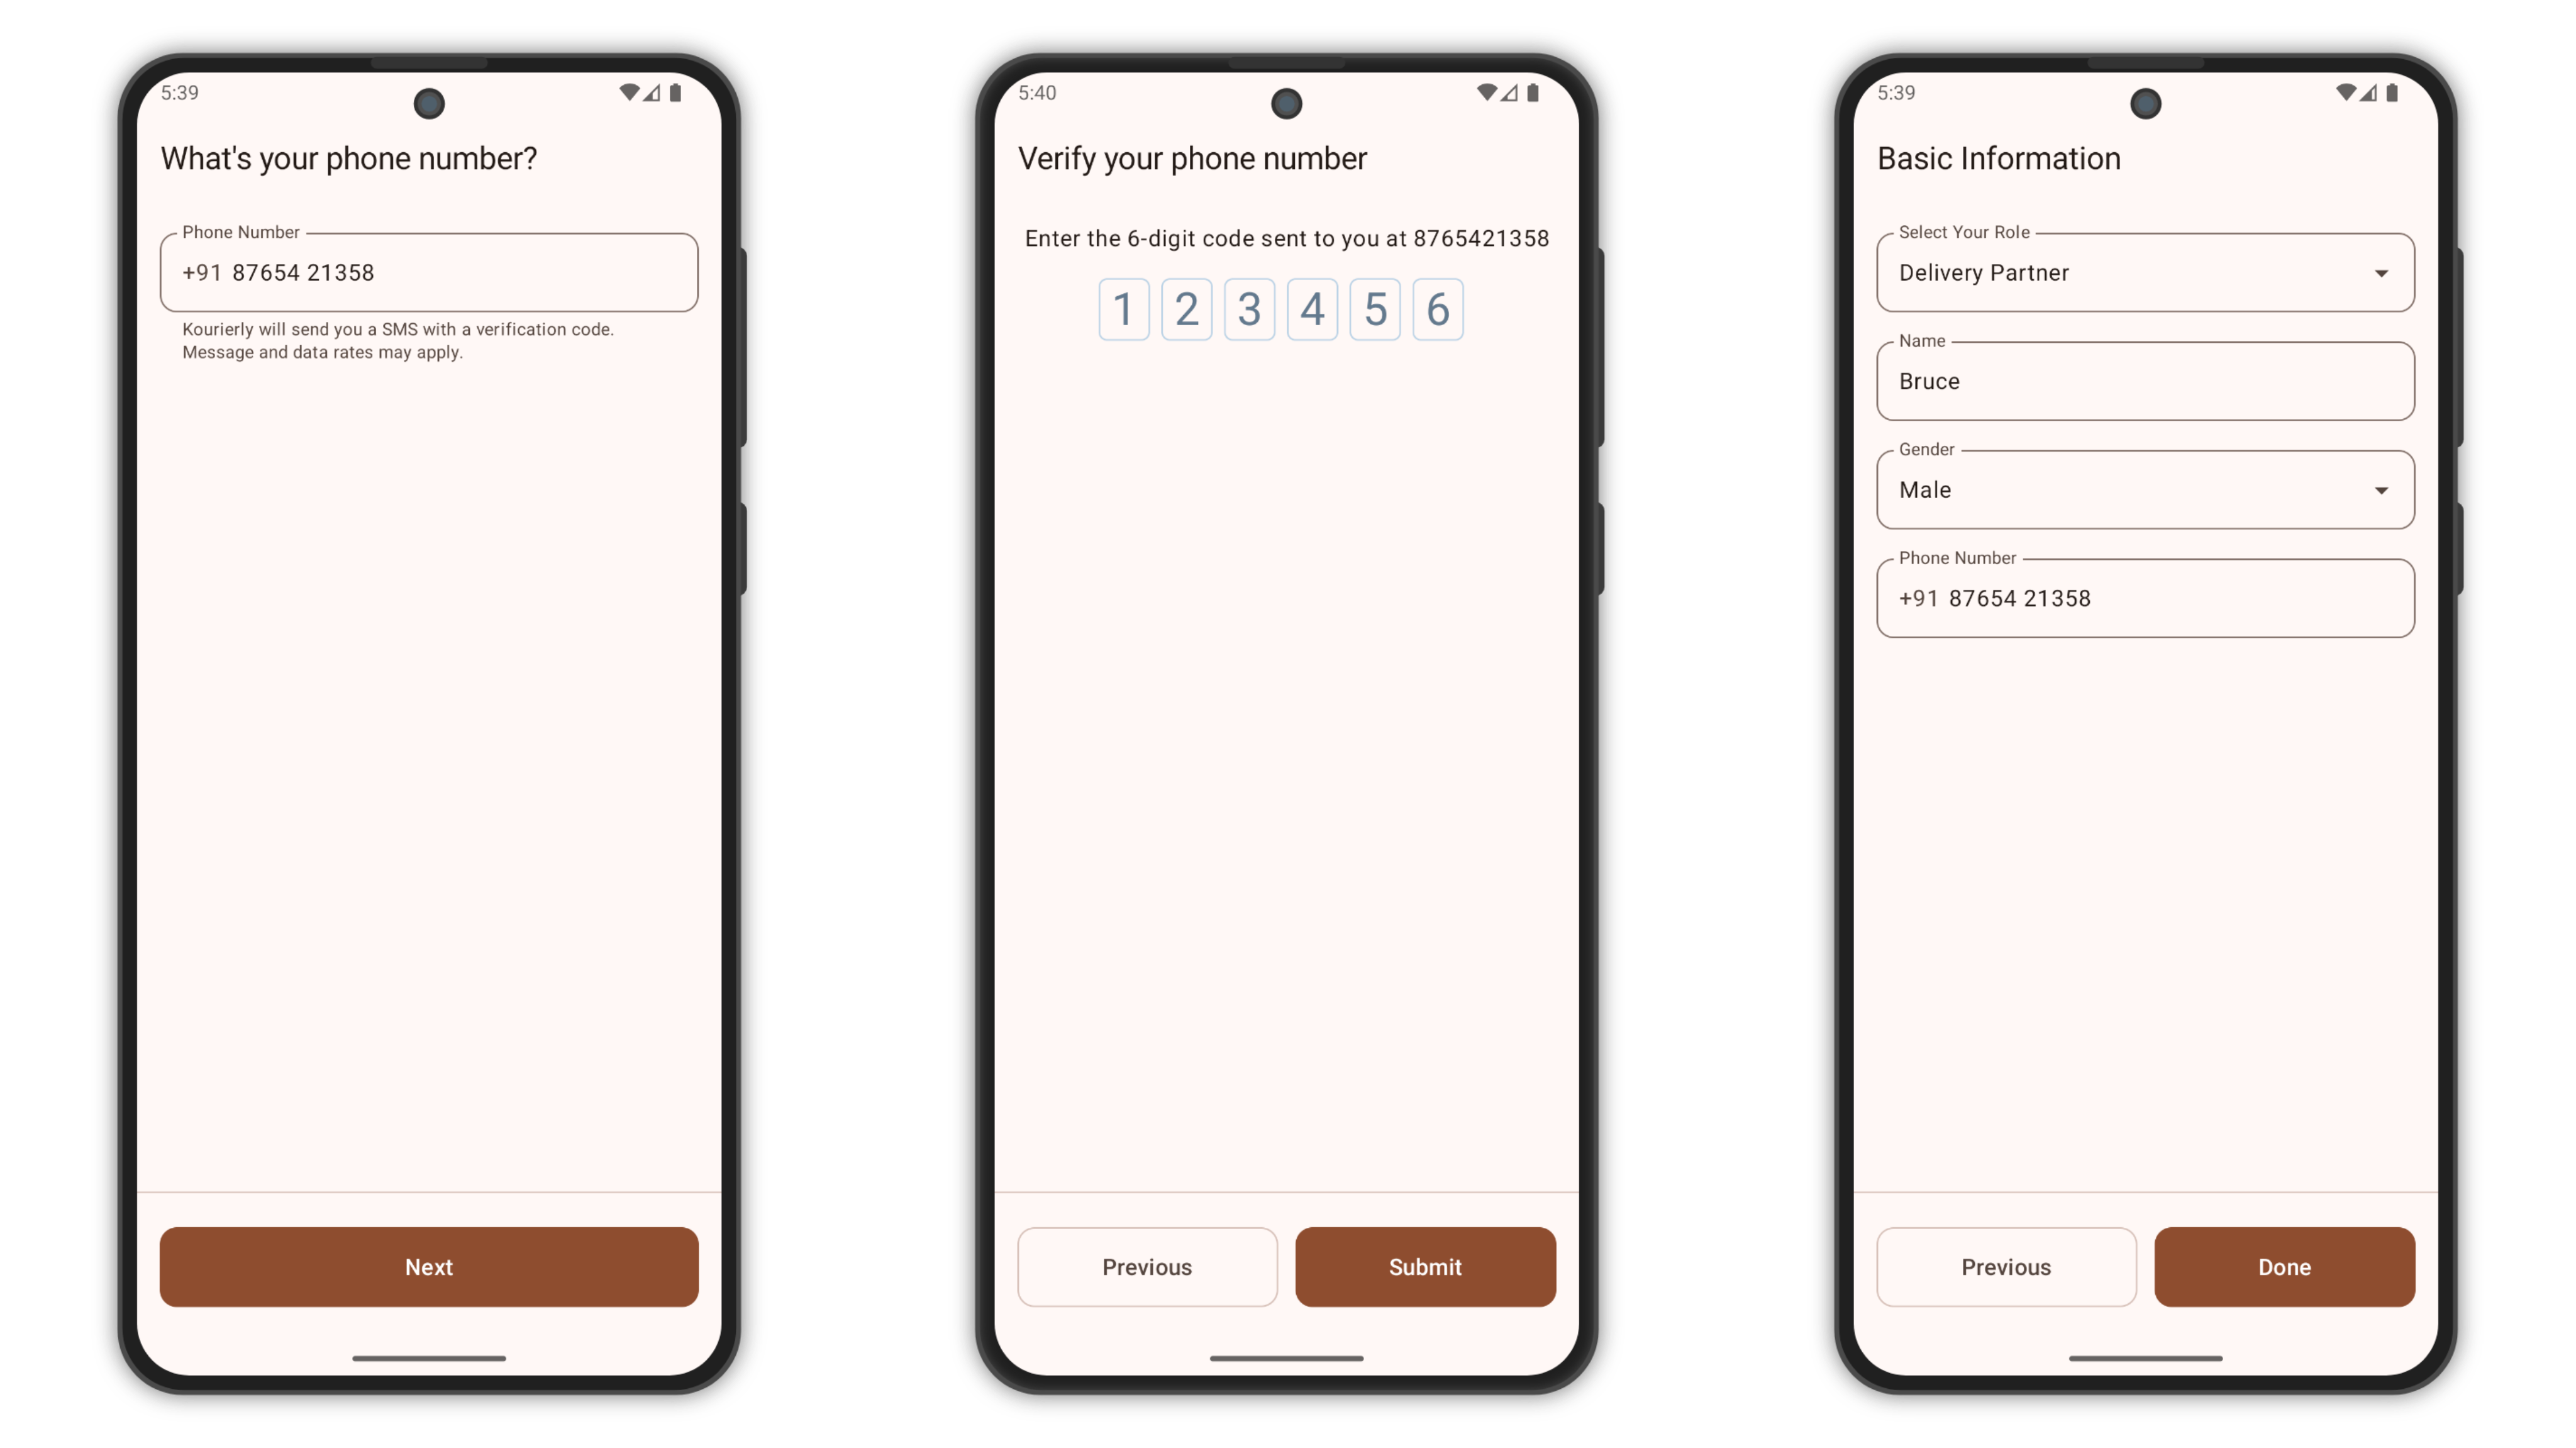 5:39
What's your phone number?
Phone Number
+91 87654 21358
Kourierly will send you a SMS with a verification code.
Message and data rates may apply.
Next
5:40
Verify your phone number
Enter the 6-digit code sent to you at 8765421358
1 2 3 4 5 6
Previous
Submit
5:39
Basic Information
Select Your Role
Delivery Partner
Name
Bruce
Gender
Male
Phone Number
+91 87654 21358
Previous
Done